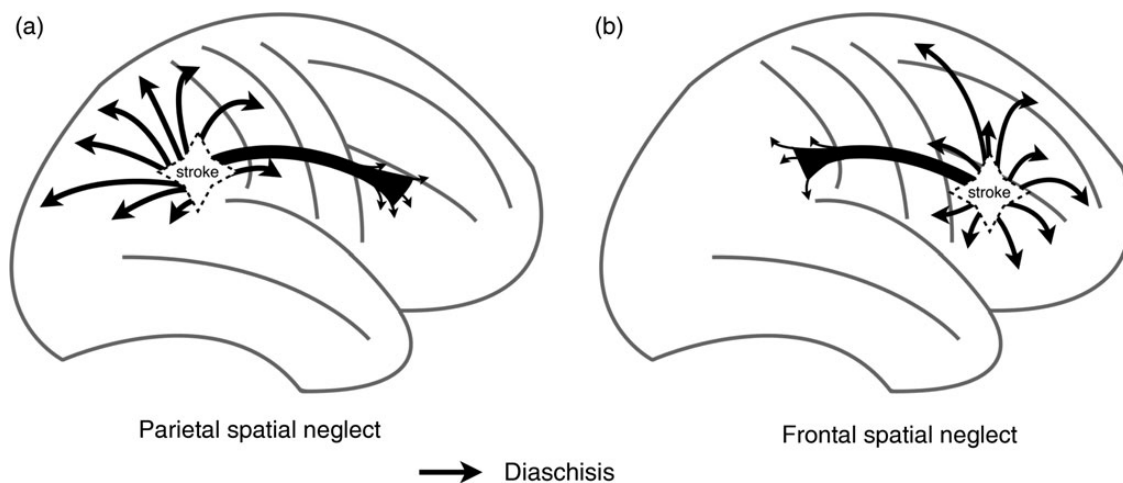 (a)
(b)
stroke
stroke
Parietal spatial neglect
Frontal spatial neglect
Diaschisis